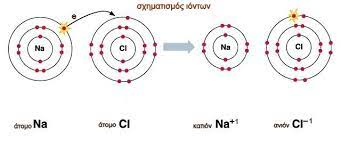 σχηματισμός ιόντων
e
Na
Cl
Na
Cl
άτομο Na
άτομο Cl
κατιόν Na⁺¹
ανιόν Cl⁻¹